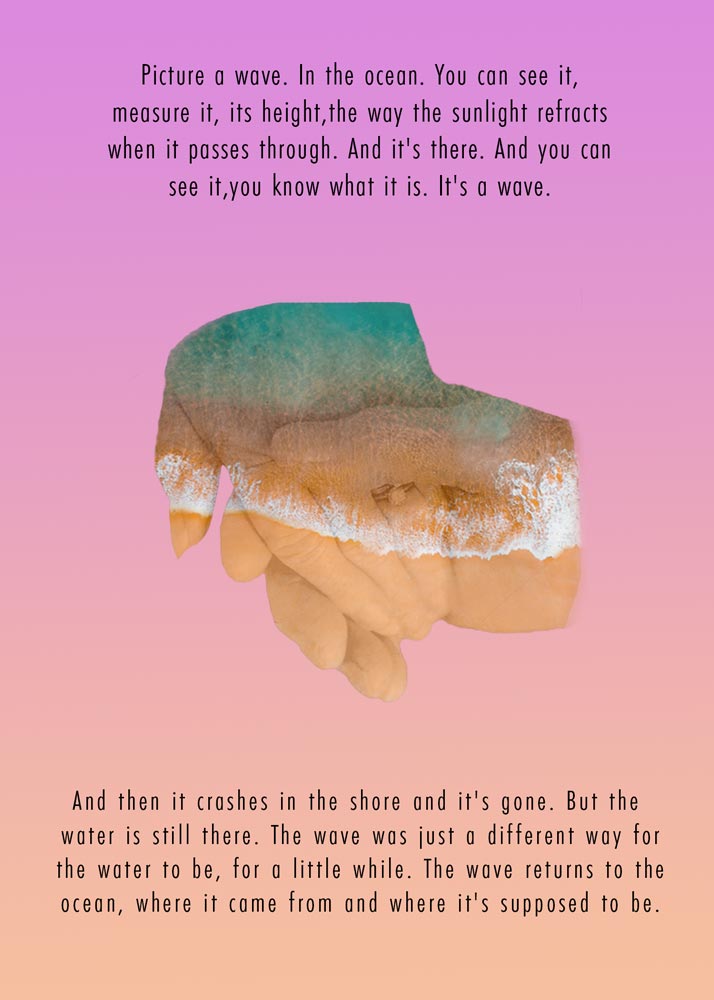 Picture a wave. In the ocean. You can see it,
measure it, its height,the way the sunlight refracts
when it passes through. And it's there. And you can
see it,you know what it is. It's a wave.
And then it crashes in the shore and it's gone. But the
water is still there. The wave was just a different way for
the water to be, for a little while. The wave returns to the
ocean, where it came from and where it's supposed to be.